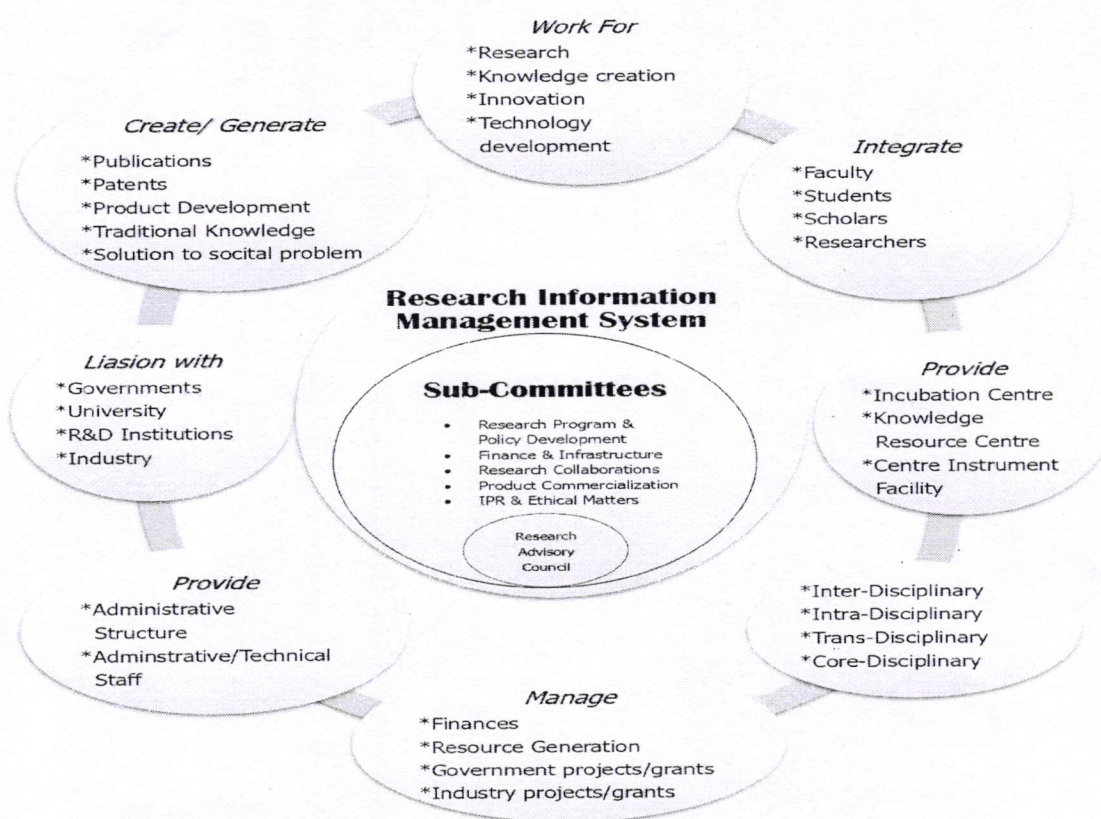 Work For
*Research
*Knowledge creation
*Innovation
*Technology
development
Integrate
*Faculty
*Students
*Scholars
*Researchers
Provide
*Incubation Centre
*Knowledge
Resource Centre
*Centre Instrument
Facility
*Inter-Disciplinary
*Intra-Disciplinary
*Trans-Disciplinary
*Core-Disciplinary
Manage
*Finances
*Resource Generation
*Government projects/grants
*Industry projects/grants
Provide
*Administrative
Structure
*Adminstrative/Technical
Staff
Liasion with
*Governments
*University
*R&D Institutions
*Industry
Create/ Generate
*Publications
*Patents
*Product Development
*Traditional Knowledge
*Solution to socital problem
Research Information
Management System
Sub-Committees
• Research Program &
Policy Development
• Finance & Infrastructure
• Research Collaborations
• Product Commercialization
• IPR & Ethical Matters
Research
Advisory
Council